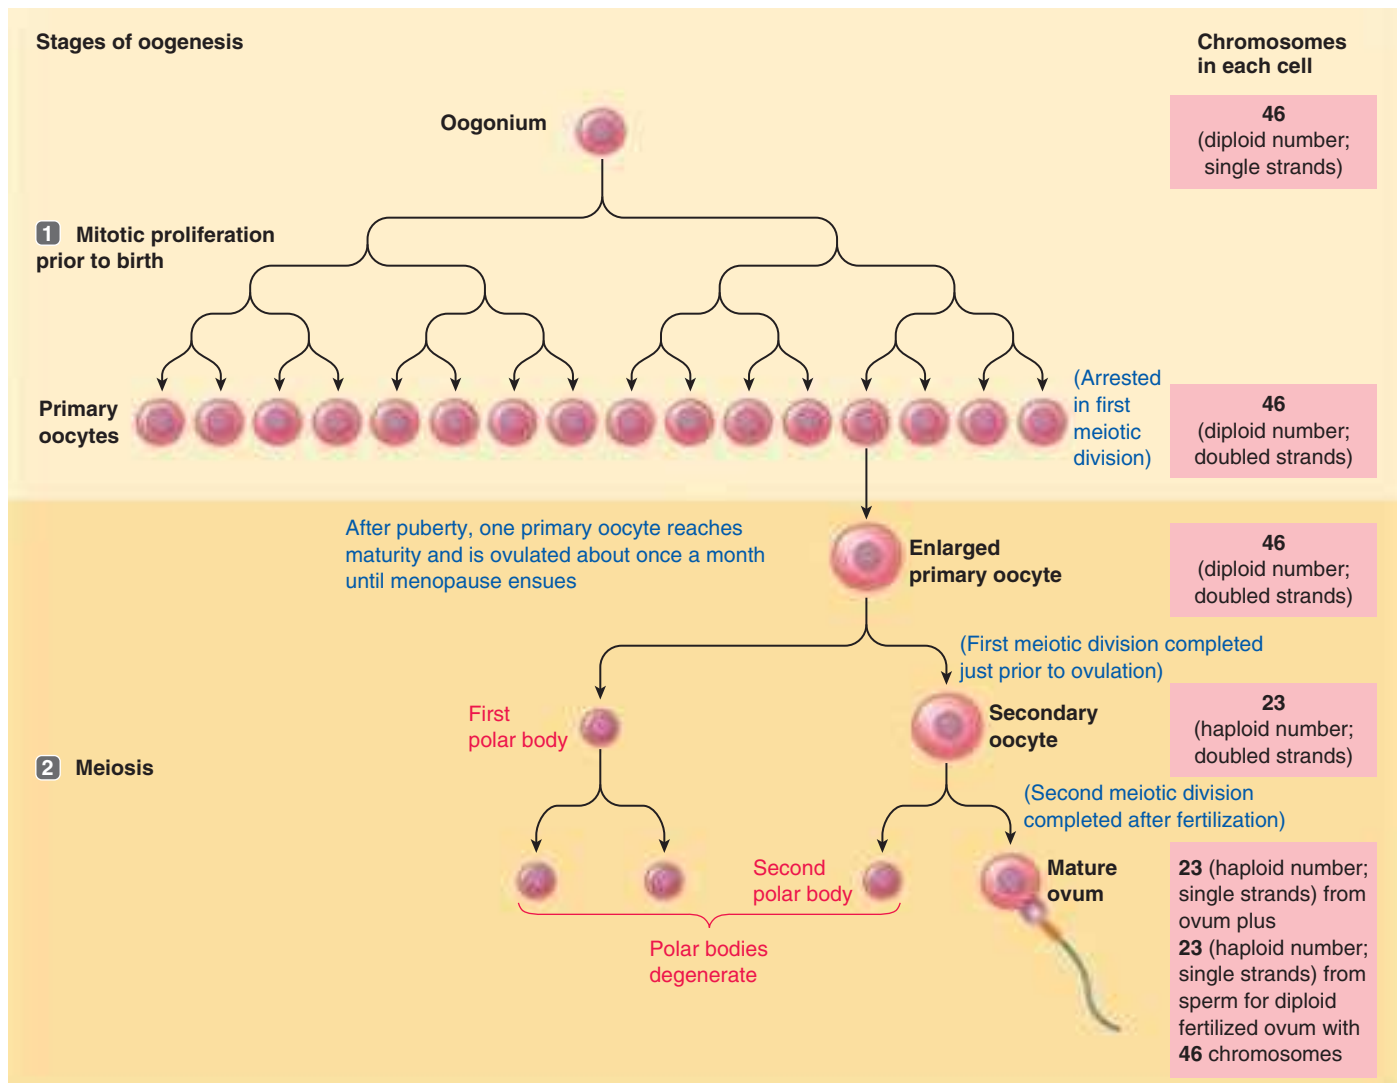 Stages of oogenesis
Chromosomes
in each cell
Oogonium
46
(diploid number;
single strands)
1 Mitotic proliferation
prior to birth
Primary
oocytes
(Arrested
in first
meiotic
division)
46
(diploid number;
doubled strands)
After puberty, one primary oocyte reaches
maturity and is ovulated about once a month
until menopause ensues
Enlarged
primary oocyte
46
(diploid number;
doubled strands)
(First meiotic division completed
just prior to ovulation)
First
polar body
Secondary
oocyte
23
(haploid number;
doubled strands)
2 Meiosis
(Second meiotic division
completed after fertilization)
Second
polar body
Mature
ovum
23 (haploid number;
single strands) from
ovum plus
23 (haploid number;
single strands) from
sperm for diploid
fertilized ovum with
46 chromosomes
Polar bodies
degenerate